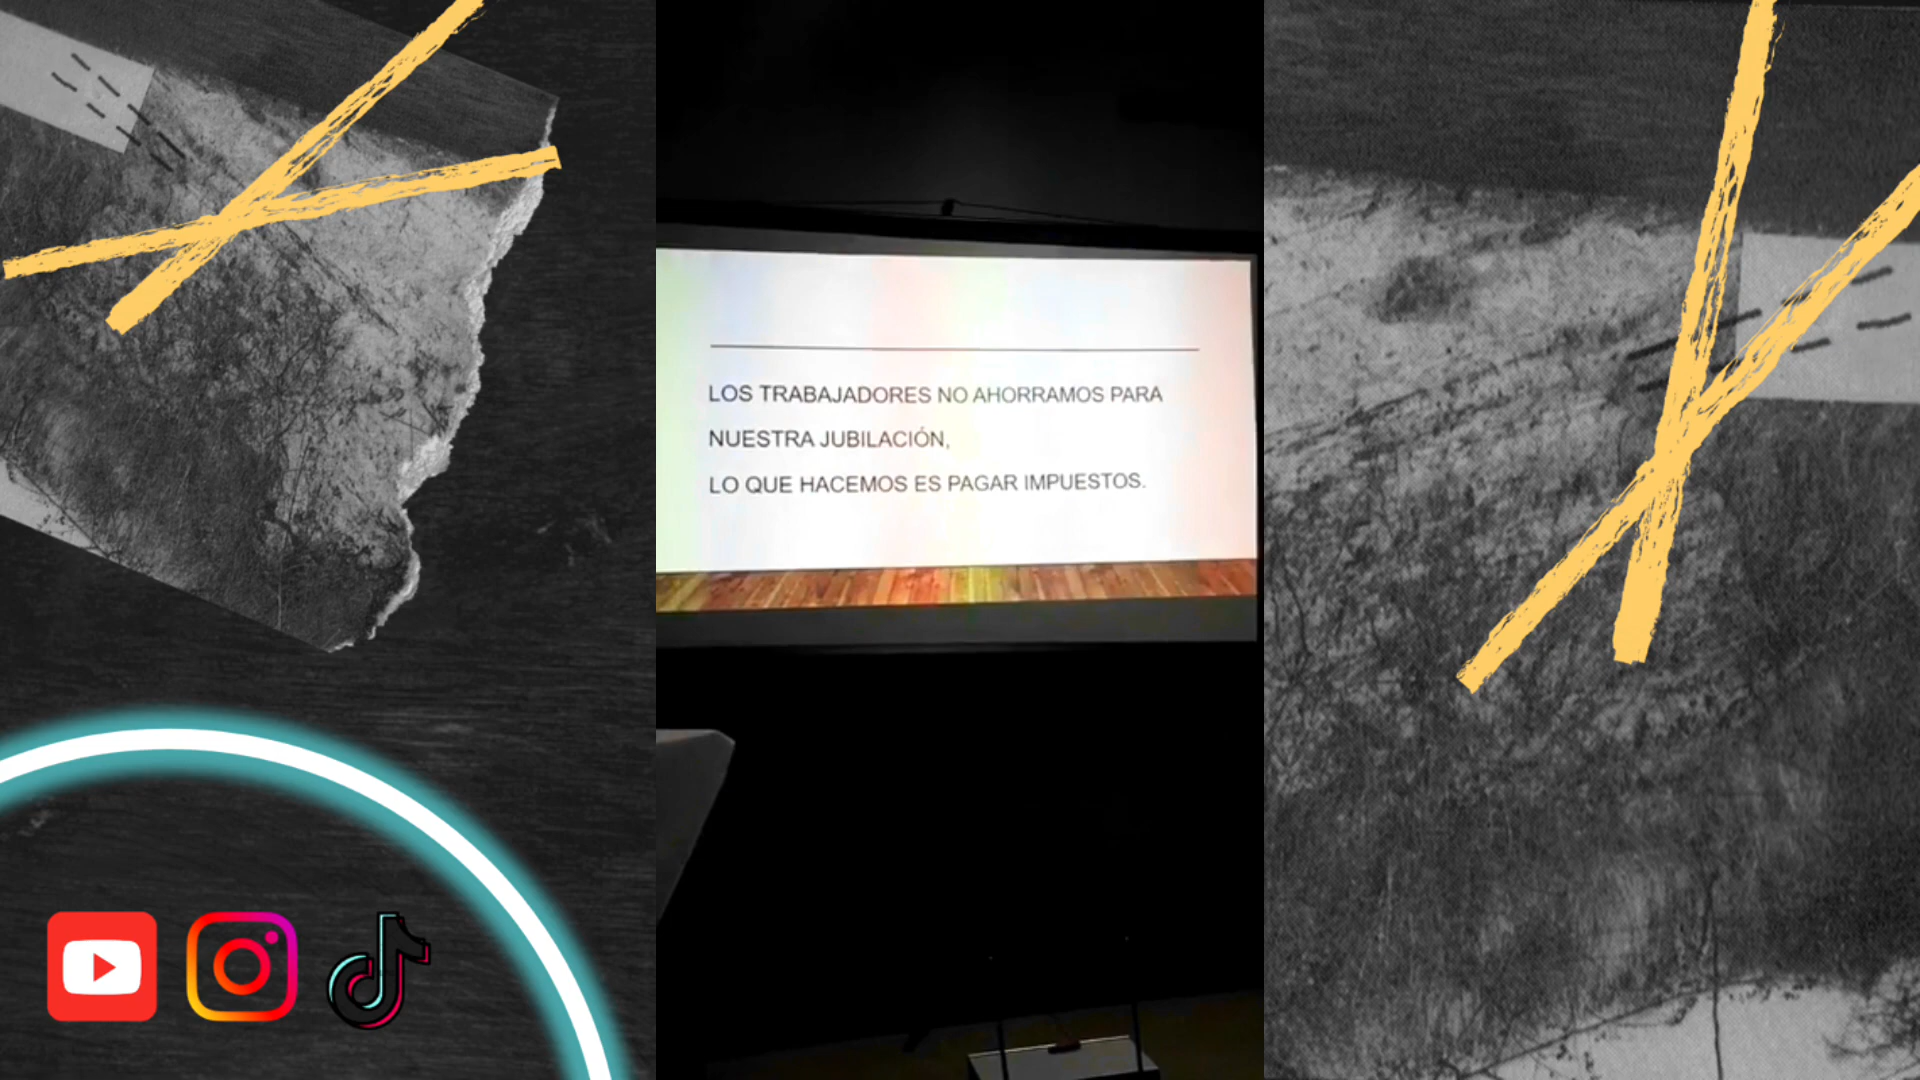 LOS TRABAJADORES NO AHORRAMOS PARA
NUESTRA JUBILACIÓN,
LO QUE HACEMOS ES PAGAR IMPUESTOS.